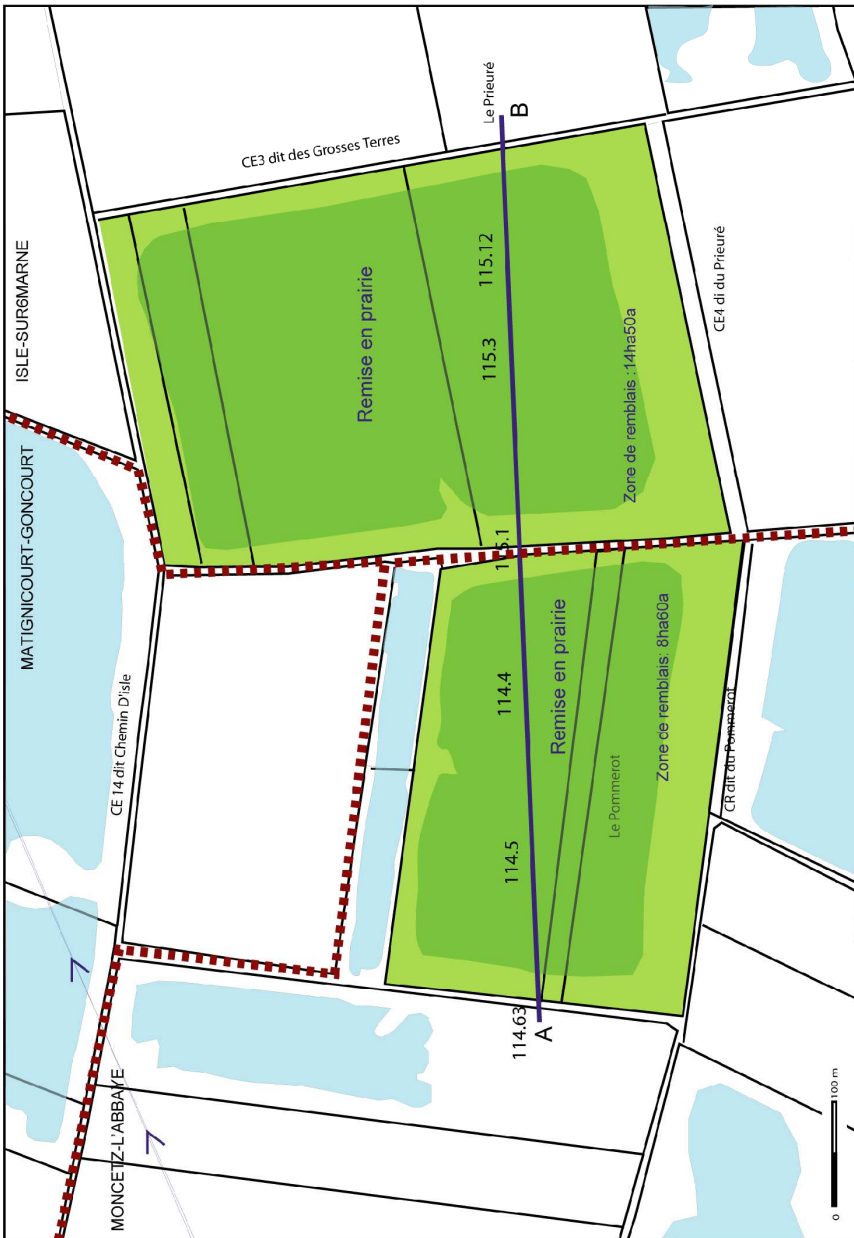 ISLE-SUR6MARNE
MATIGNICOURT-GONCOURT
MONCETZ-L'ABBAYE
CE3 dit des Grosses Terres
CE 14 dit Chemin D'isle
Le Prieuré
B
Remise en prairie
115.12
115.3
Zone de remblais :14ha50a
CE4 di du Prieuré
114.4
Remise en prairie
Zone de remblais: 8ha60a
Le Pommerot
CR dit du Pommerot
114.5
114.63
A
0
100 m